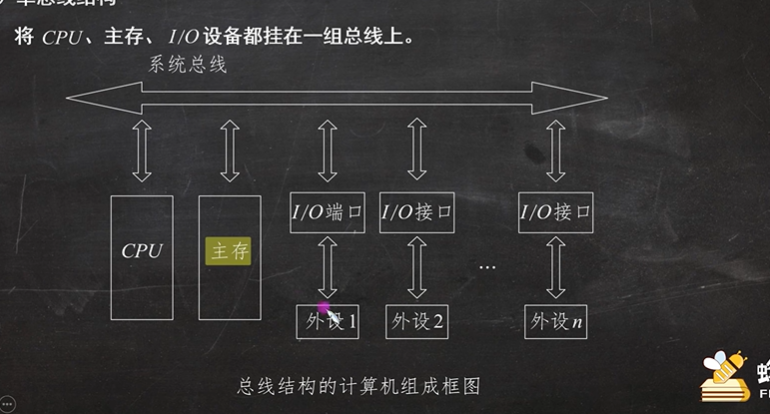 单总线结构
将 CPU、主存、I/O 设备都挂在一组总线上。
系统总线
CPU
主存
I/O端口
I/O接口
I/O接口
...
外设1
外设2
外设n
总线结构的计算机组成框图